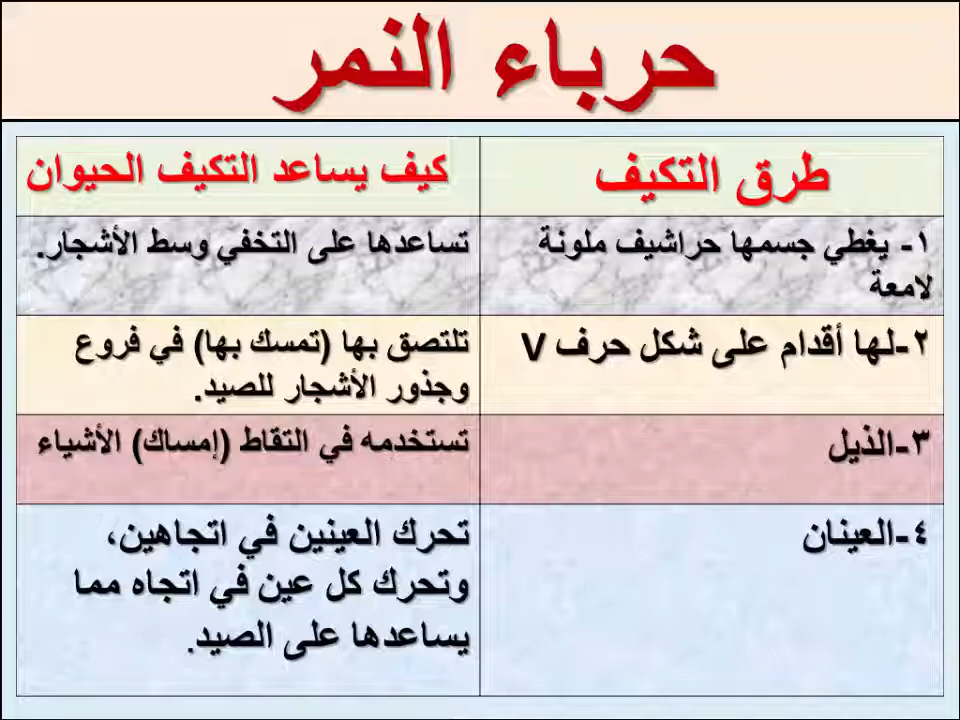 حرباء النمر
طرق التكيف
كيف يساعد التكيف الحيوان
١- يغطي جسمها حراشيف ملونة
لامعة
تساعدها على التخفي وسط الأشجار.
٢-لها أقدام على شكل حرف V
تلتصق بها (تمسك بها) في فروع
وجذور الأشجار للصيد.
٣-الذيل
تستخدمه في التقاط (إمساك) الأشياء
٤-العينان
تحرك العينين في اتجاهين،
وتحرك كل عين في اتجاه مما
يساعدها على الصيد.